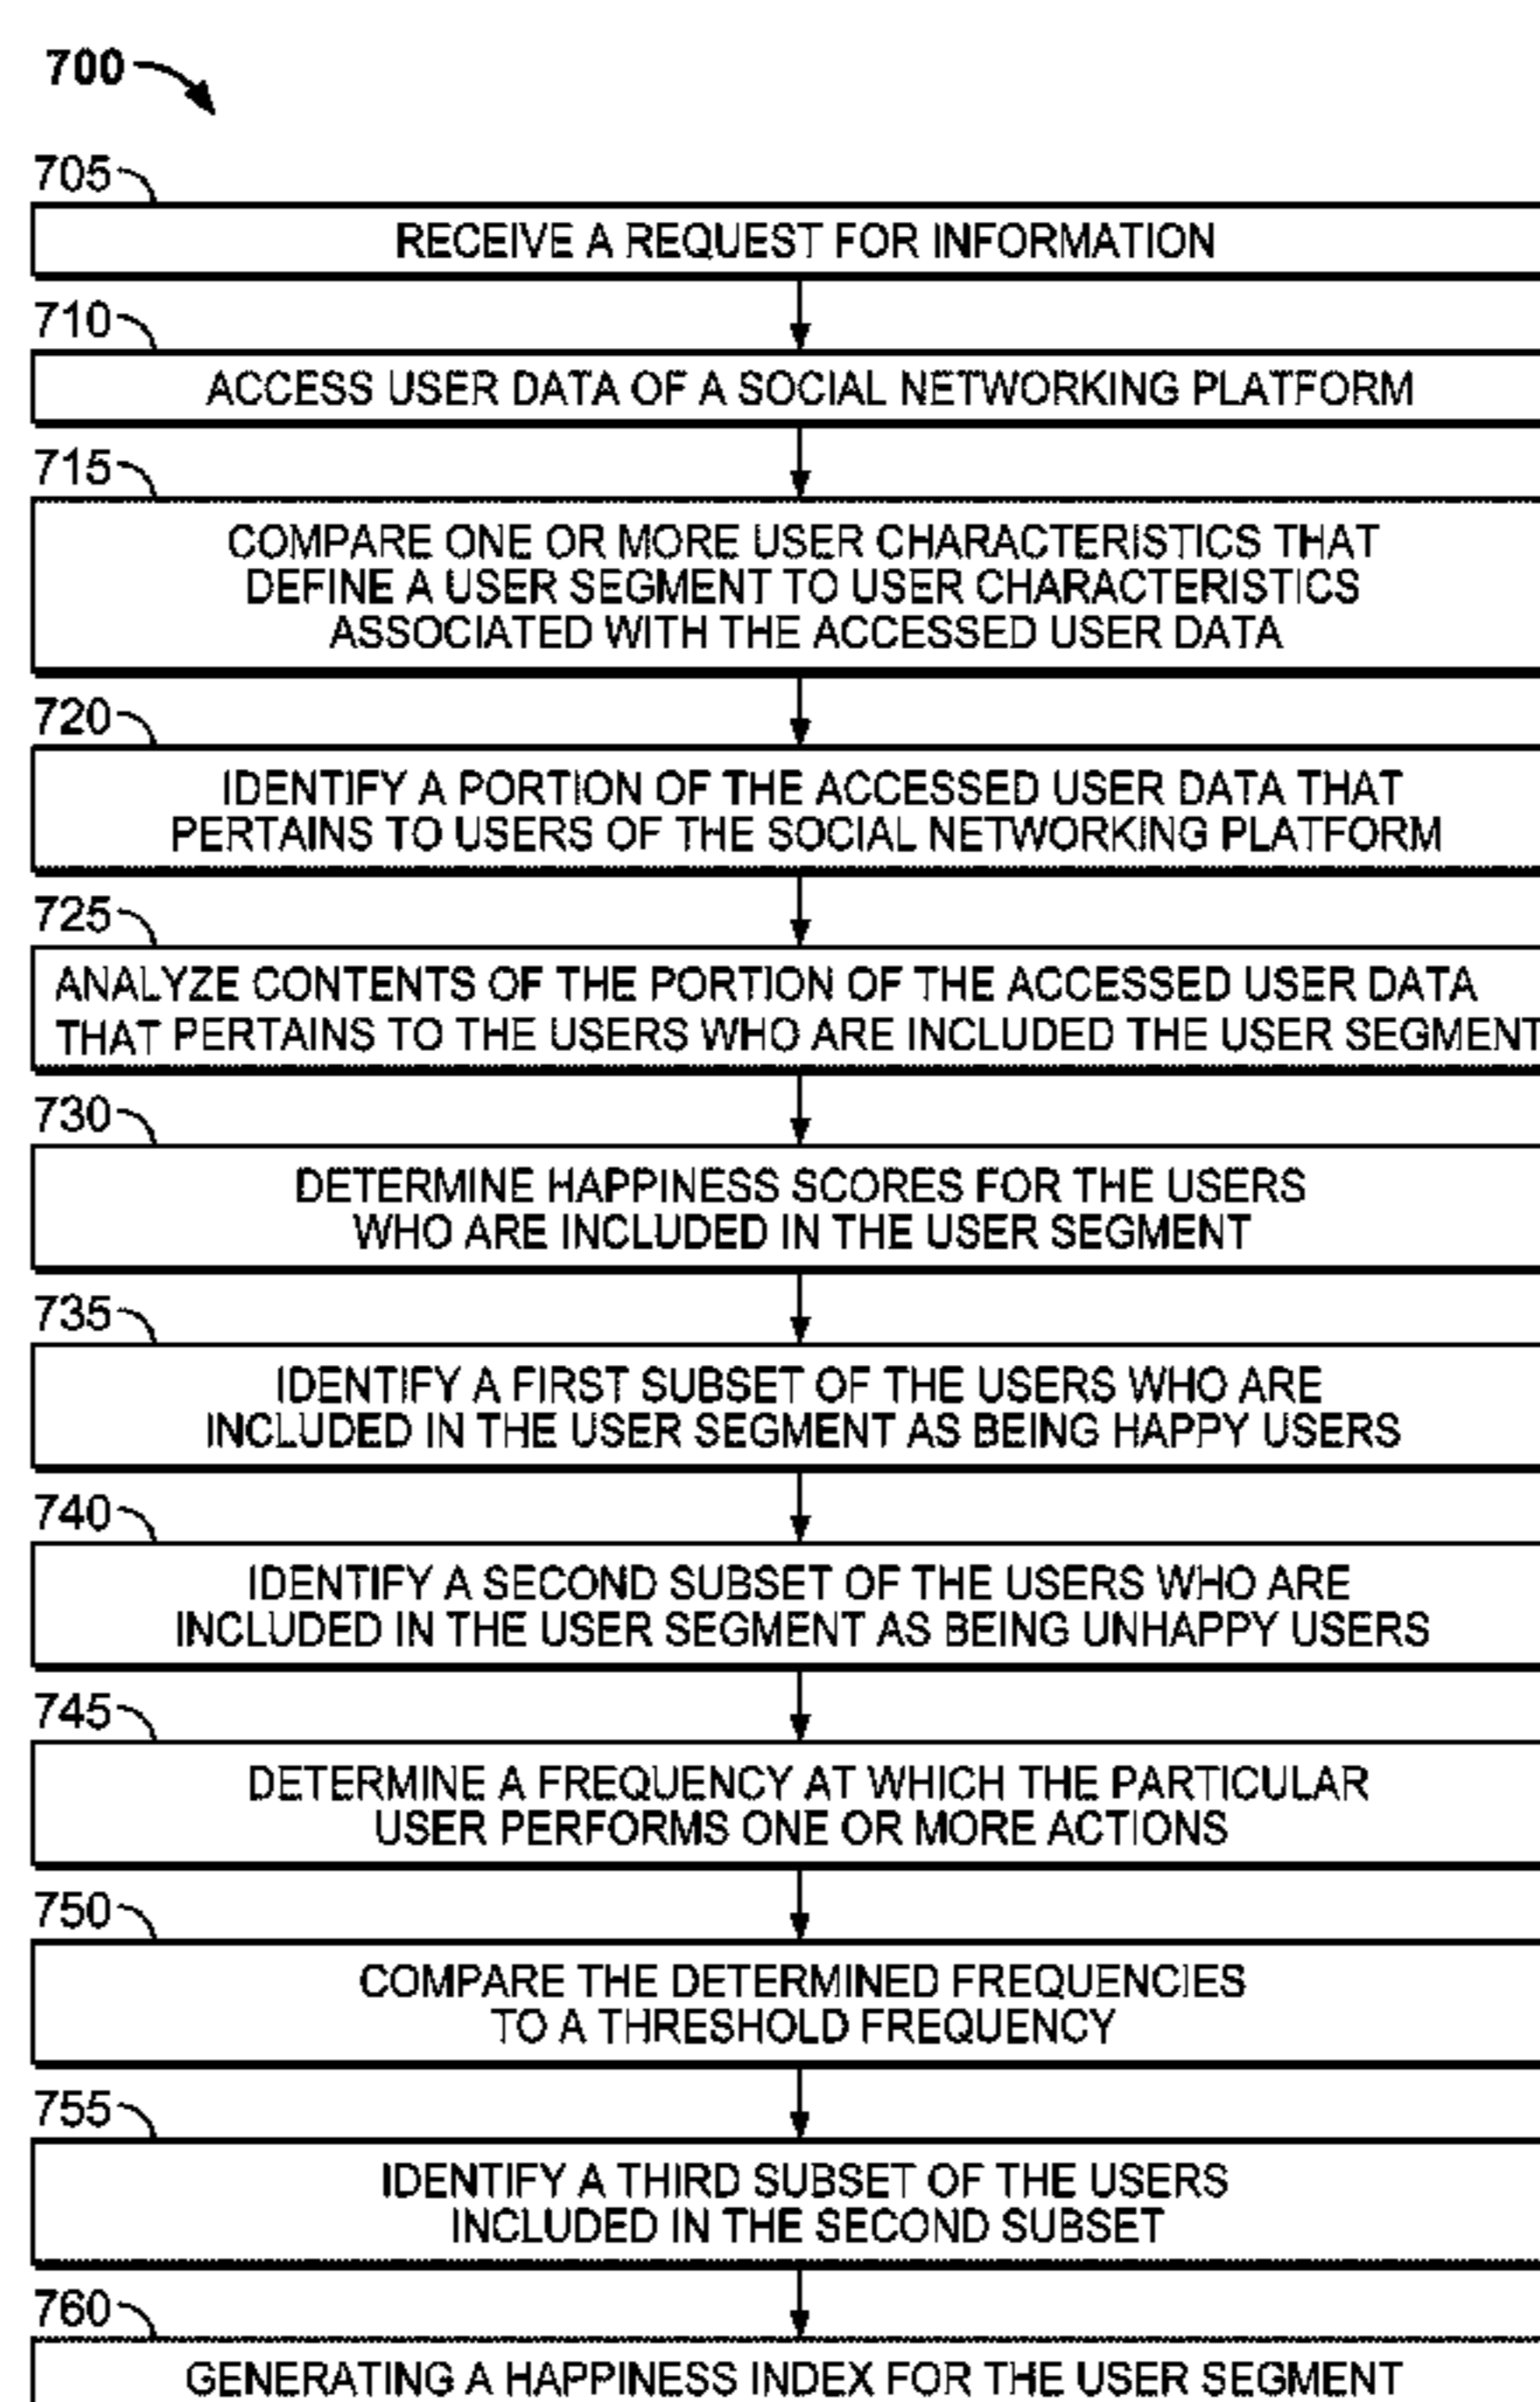 700
705
RECEIVE A REQUEST FOR INFORMATION
710
ACCESS USER DATA OF A SOCIAL NETWORKING PLATFORM
715
COMPARE ONE OR MORE USER CHARACTERISTICS THAT
DEFINE A USER SEGMENT TO USER CHARACTERISTICS
ASSOCIATED WITH THE ACCESSED USER DATA
720
IDENTIFY A PORTION OF THE ACCESSED USER DATA THAT
PERTAINS TO USERS OF THE SOCIAL NETWORKING PLATFORM
725
ANALYZE CONTENTS OF THE PORTION OF THE ACCESSED USER DATA
THAT PERTAINS TO THE USERS WHO ARE INCLUDED THE USER SEGMENT
730
DETERMINE HAPPINESS SCORES FOR THE USERS
WHO ARE INCLUDED IN THE USER SEGMENT
735
IDENTIFY A FIRST SUBSET OF THE USERS WHO ARE
INCLUDED IN THE USER SEGMENT AS BEING HAPPY USERS
740
IDENTIFY A SECOND SUBSET OF THE USERS WHO ARE
INCLUDED IN THE USER SEGMENT AS BEING UNHAPPY USERS
745
DETERMINE A FREQUENCY AT WHICH THE PARTICULAR
USER PERFORMS ONE OR MORE ACTIONS
750
COMPARE THE DETERMINED FREQUENCIES
TO A THRESHOLD FREQUENCY
755
IDENTIFY A THIRD SUBSET OF THE USERS
INCLUDED IN THE SECOND SUBSET
760
GENERATING A HAPPINESS INDEX FOR THE USER SEGMENT